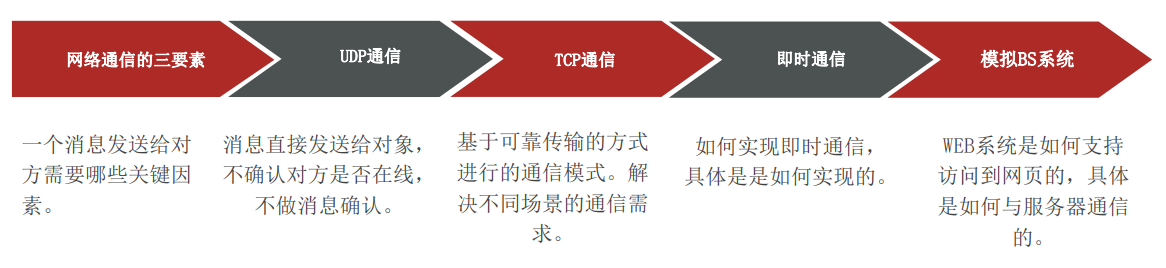 网络通信的三要素
UDP通信
TCP通信
即时通信
模拟BS系统
一个消息发送给对
方需要哪些关键因
素。
消息直接发送给对象，
不确认对方是否在线，
不做消息确认。
基于可靠传输的方式
进行的通信模式。解
决不同场景的通信需
求。
如何实现即时通信，
具体是是如何实现的。
WEB系统是如何支持
访问到网页的，具体
是如何与服务器通信
的。